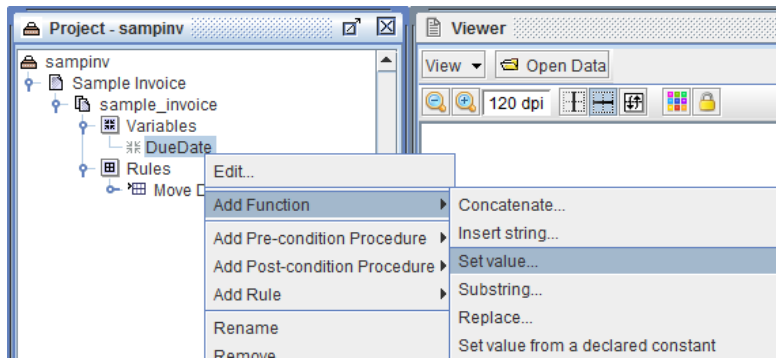 Project - sampinv
sampinv
Sample Invoice
sample_invoice
Variables
DueDate
Rules
Move D
Edit...
Add Function
Add Pre-condition Procedure
Add Post-condition Procedure
Add Rule
Rename
Remove
Viewer
View
Open Data
120 dpi
Concatenate...
Insert string...
Set value...
Substring...
Replace...
Set value from a declared constant